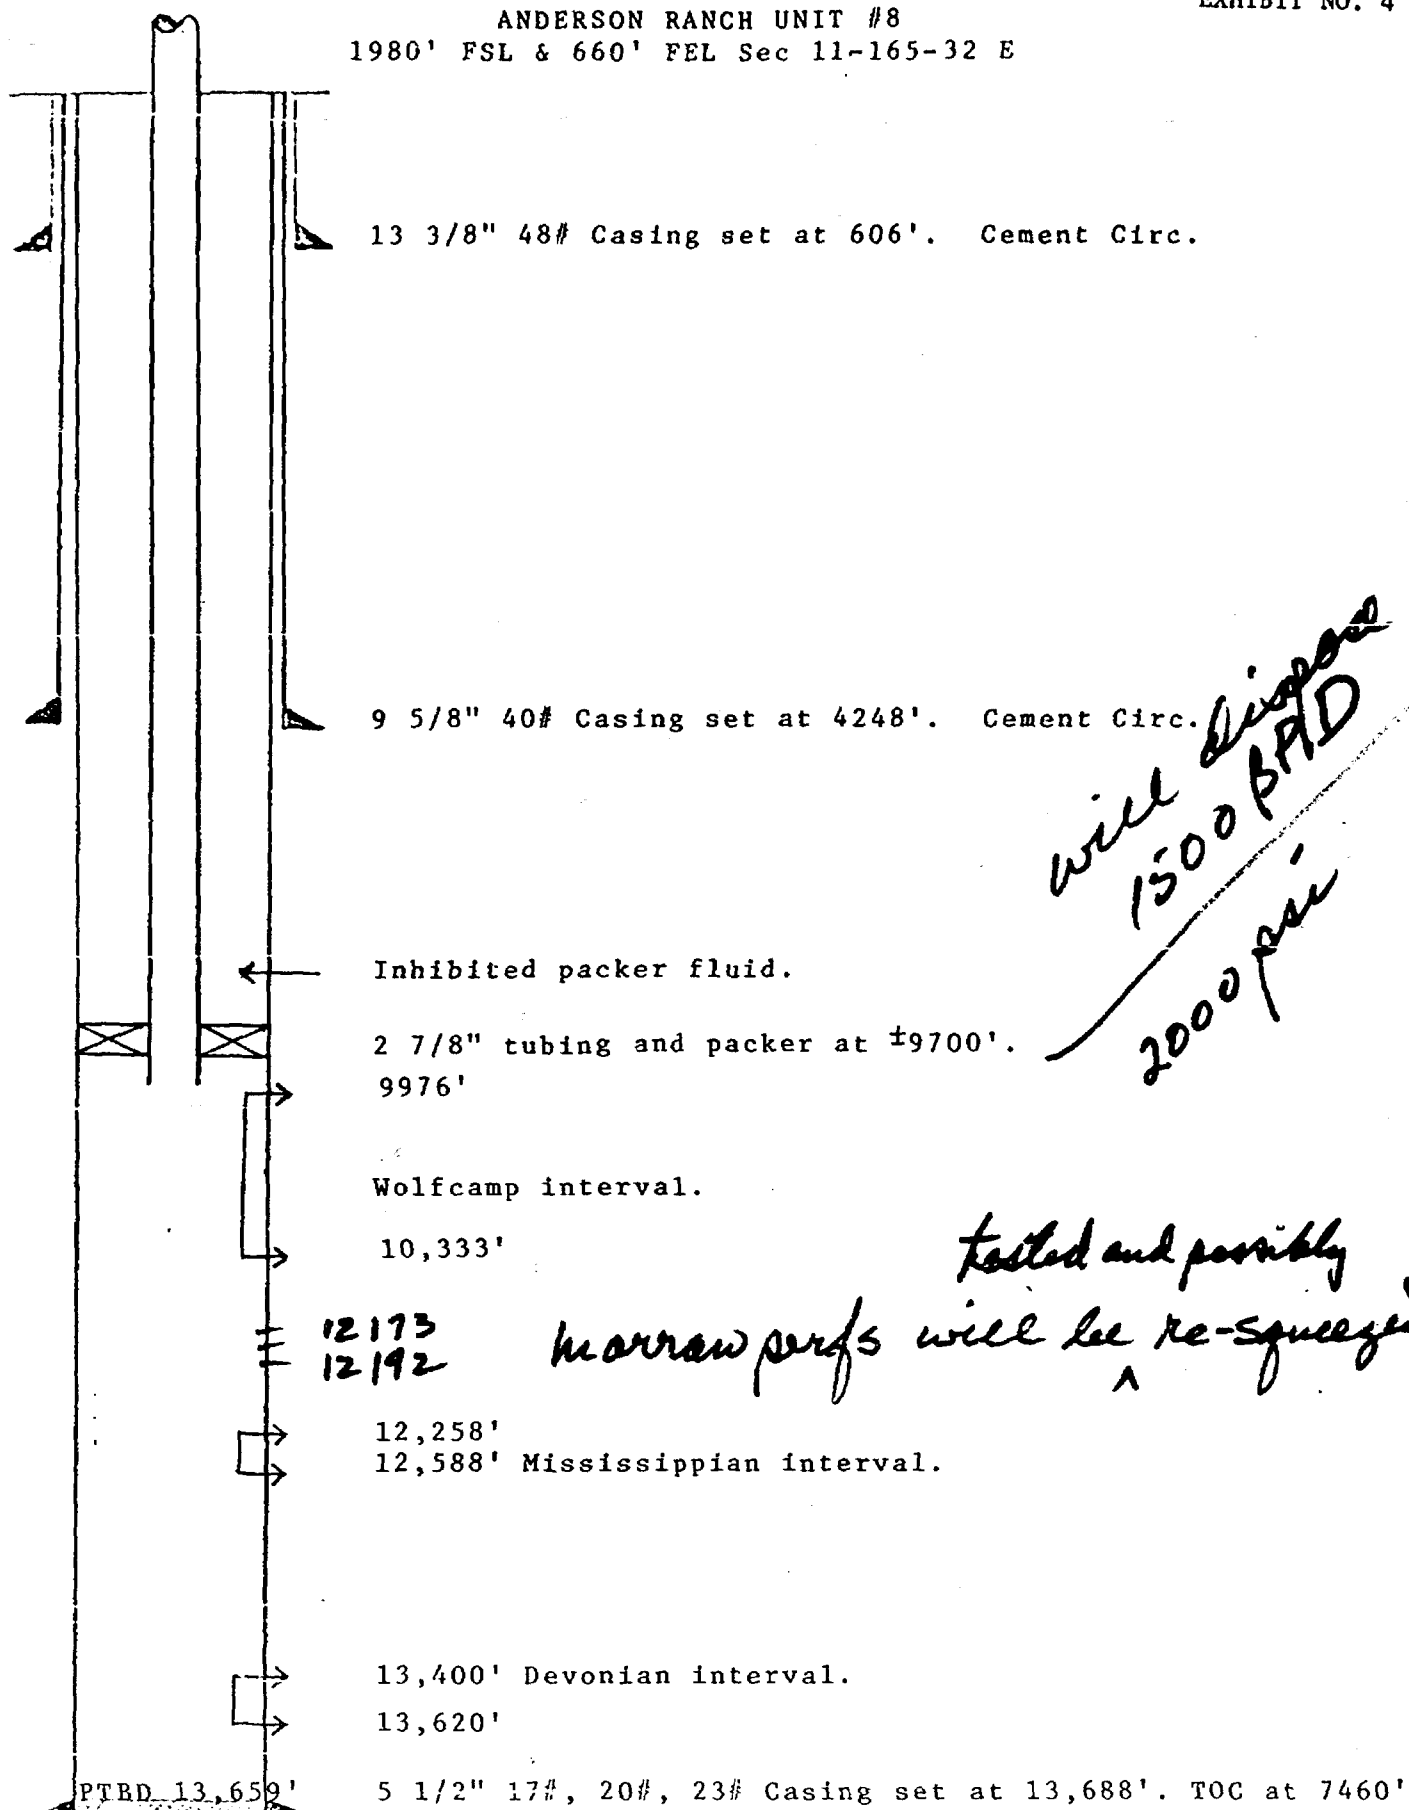 EXHIBIT NO. 4
ANDERSON RANCH UNIT #8
1980' FSL & 660' FEL Sec 11-165-32 E
13 3/8" 48# Casing set at 606'. Cement Circ.
9 5/8" 40# Casing set at 4248'. Cement Circ.
will dispose
1500 BPD
2000 psi
Inhibited packer fluid.
2 7/8" tubing and packer at ±9700'.
9976'
Wolfcamp interval.
10,333'
tested and possibly
12173
12192
morrow perfs will be ^ re-squeezed
12,258'
12,588' Mississippian interval.
13,400' Devonian interval.
13,620'
PTBD 13,659'
5 1/2" 17#, 20#, 23# Casing set at 13,688'. TOC at 7460'